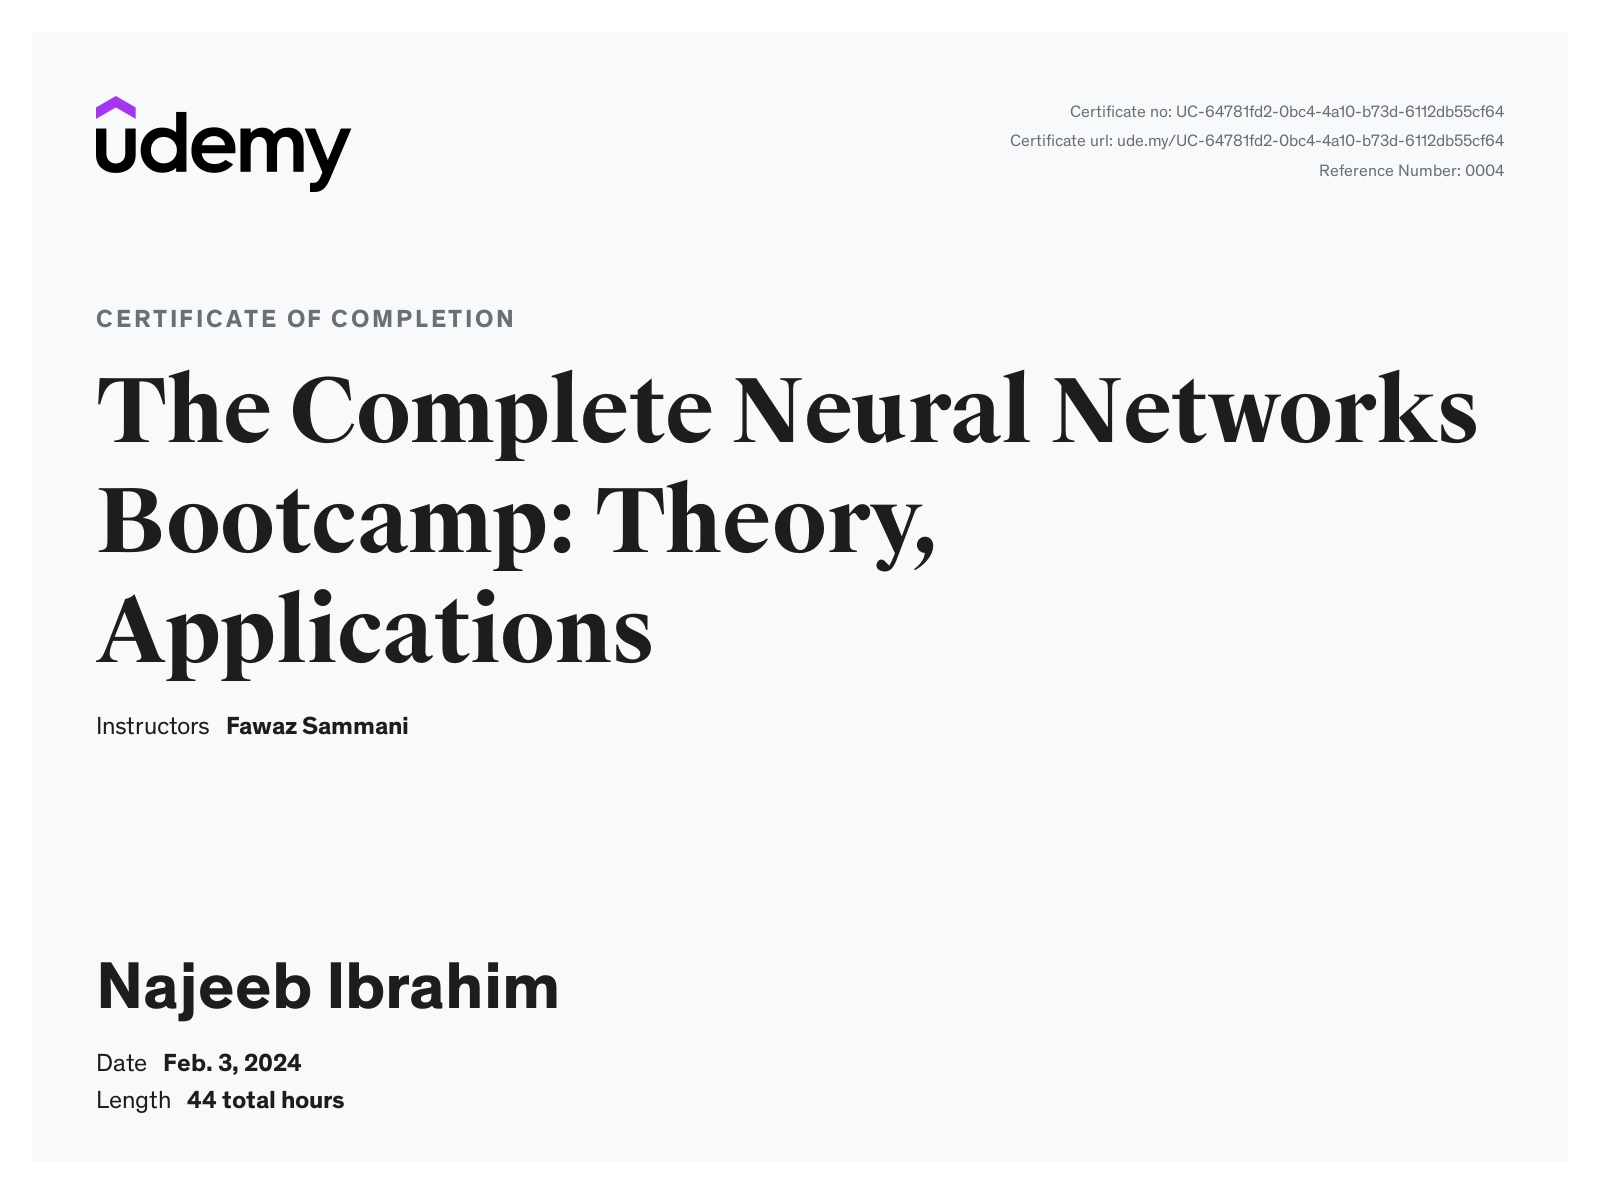 udemy
Certificate no: UC-64781fd2-0bc4-4a10-b73d-6112db55cf64
Certificate url: ude.my/UC-64781fd2-0bc4-4a10-b73d-6112db55cf64
Reference Number: 0004
CERTIFICATE OF COMPLETION
The Complete Neural Networks
Bootcamp: Theory,
Applications
Instructors Fawaz Sammani
Najeeb Ibrahim
Date Feb. 3, 2024
Length 44 total hours